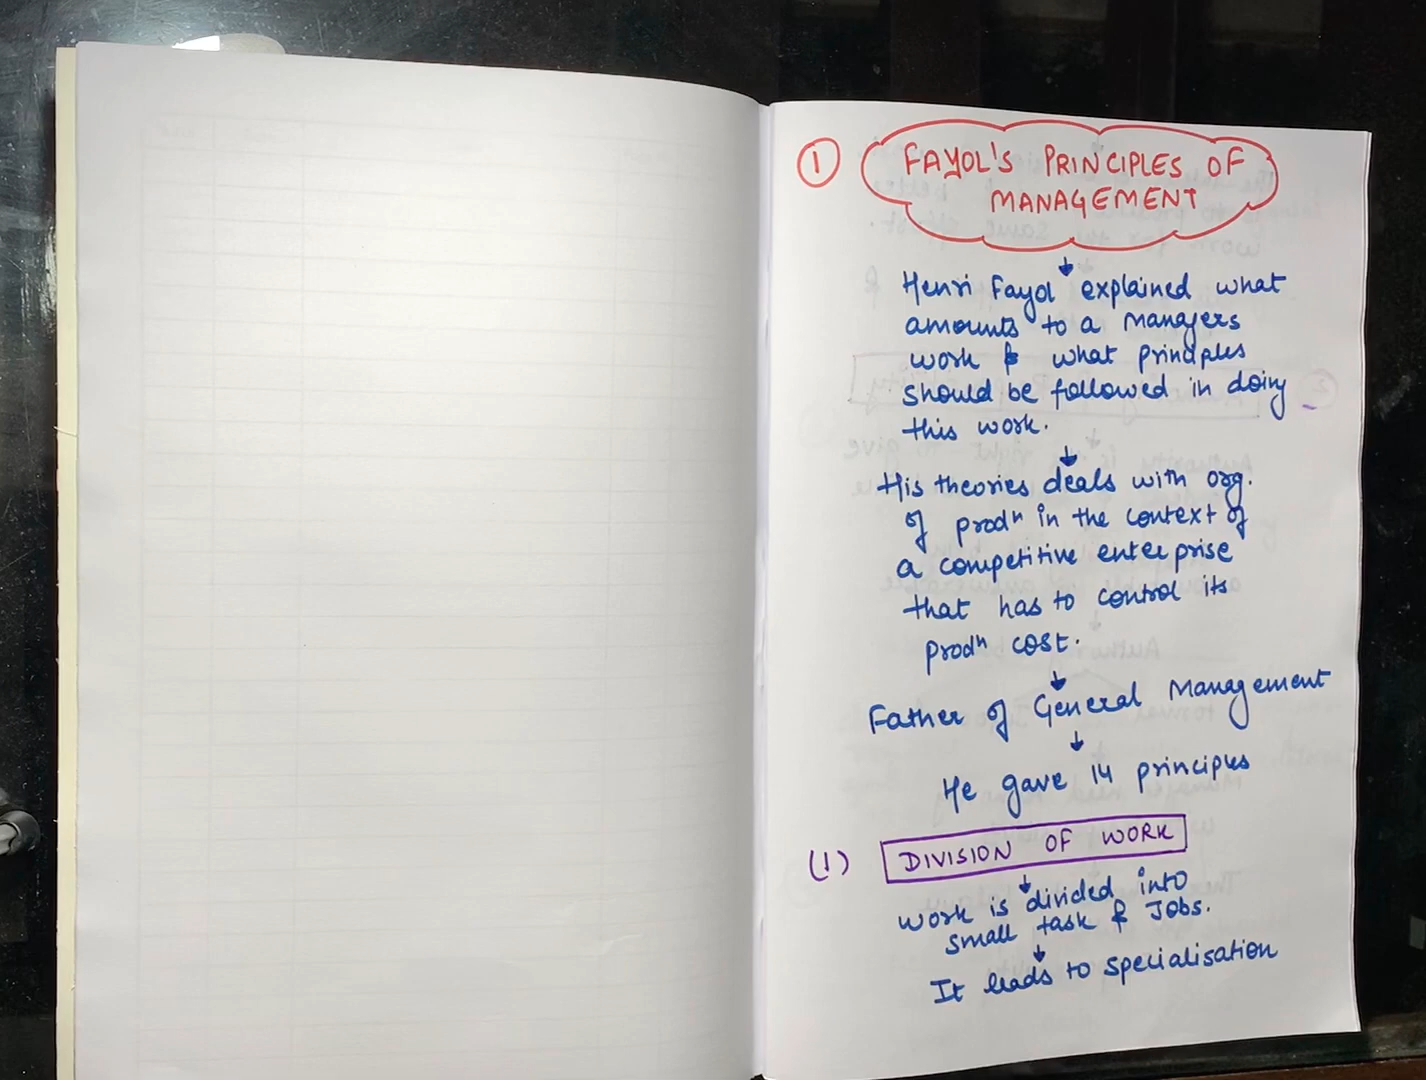 ① FAYOL'S PRINCIPLES OF
MANAGEMENT
Henri Fayol explained what
amounts to a managers
work & what principles
should be followed in doing
this work.
His theories deals with org.
of prodⁿ in the context of
a competitive enterprise
that has to control its
prodⁿ cost.
Father of General Management
He gave 14 principles
(1) DIVISION OF WORK
work is divided into
small task & Jobs.
It leads to specialisation